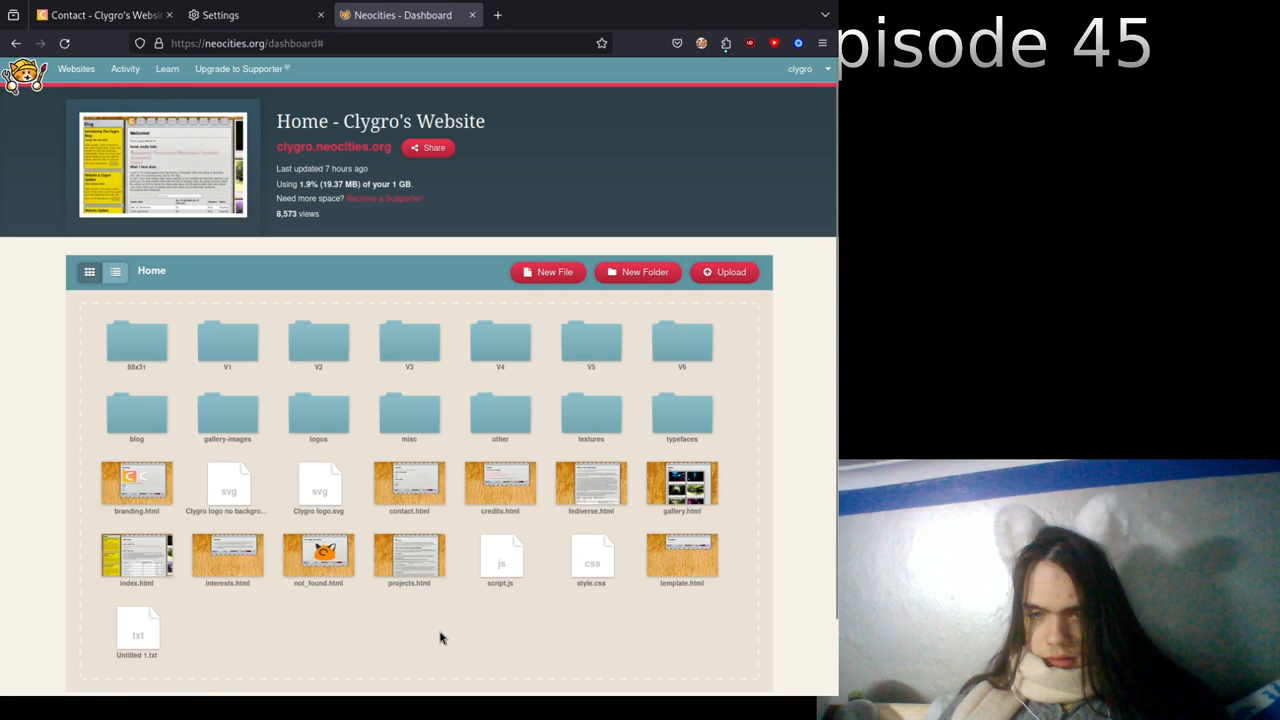 Contact - Clygro's Websit
Settings
Neocities - Dashboard
https://neocities.org/dashboard#
Websites
Activity
Learn
Upgrade to Supporter
clygro
pisode 45
Home - Clygro's Website
clygro.neocities.org
Share
Last updated 7 hours ago
Using 1.9% (19.37 MB) of your 1 GB.
Need more space? Become a Supporter!
8,573 views
Home
New File
New Folder
Upload
88x31
V1
V2
V3
V4
V5
V6
blog
gallery-images
logos
misc
other
textures
typefaces
svg
svg
branding.html
Clygro logo no backgro...
Clygro logo.svg
contact.html
credits.html
fediverse.html
gallery.html
js
css
index.html
interests.html
not_found.html
projects.html
script.js
style.css
template.html
txt
Untitled 1.txt